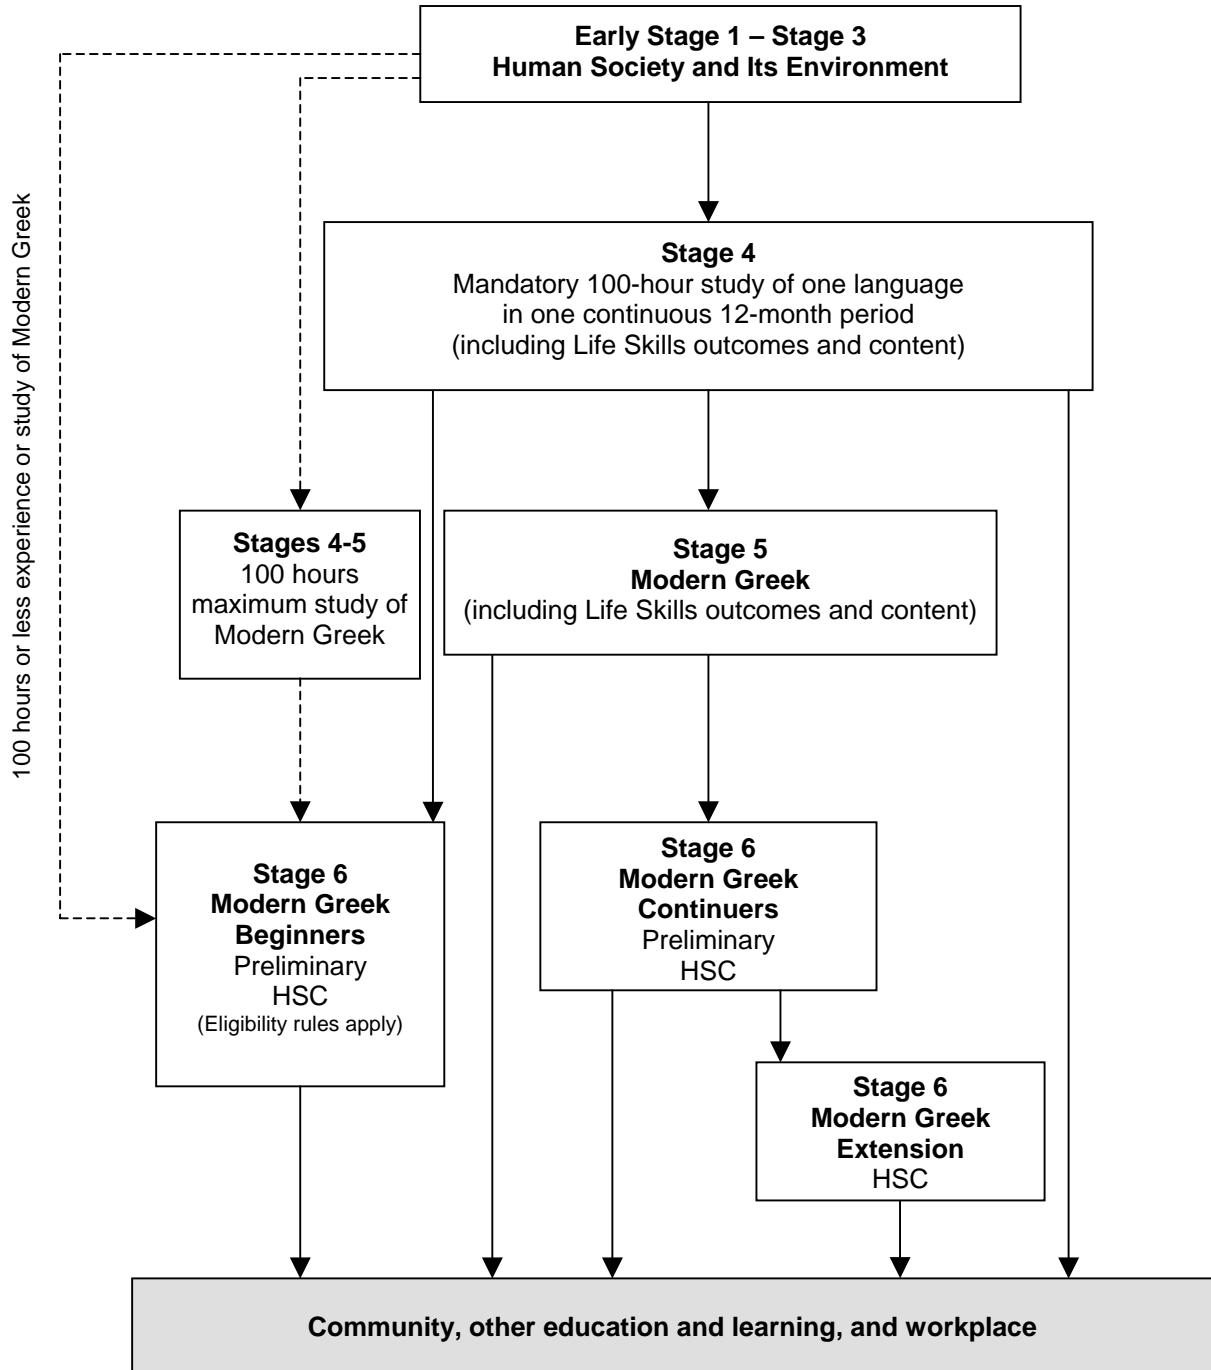 Early Stage 1 – Stage 3
Human Society and Its Environment
100 hours or less experience or study of Modern Greek
Stage 4
Mandatory 100-hour study of one language
in one continuous 12-month period
(including Life Skills outcomes and content)
Stages 4-5
100 hours
maximum study of
Modern Greek
Stage 5
Modern Greek
(including Life Skills outcomes and content)
Stage 6
Modern Greek
Beginners
Preliminary
HSC
(Eligibility rules apply)
Stage 6
Modern Greek
Continuers
Preliminary
HSC
Stage 6
Modern Greek
Extension
HSC
Community, other education and learning, and workplace